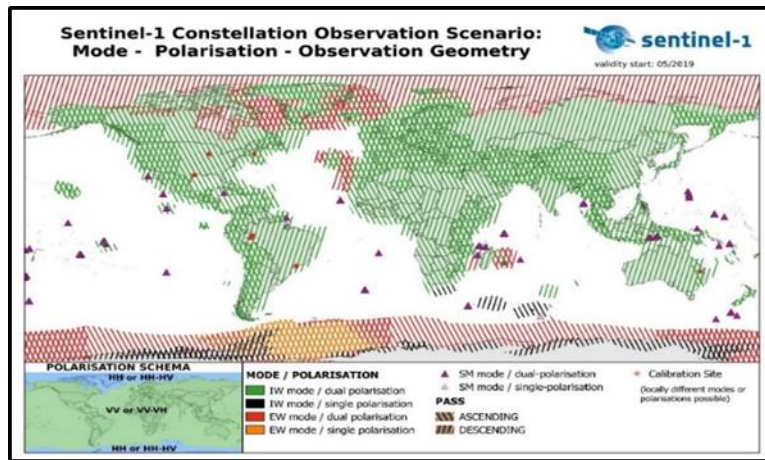 Sentinel-1 Constellation Observation Scenario:
Mode - Polarisation - Observation Geometry
sentinel-1
validity start: 05/2019
POLARISATION SCHEMA
HH or HH-HV
VV or VV-VH
HH or HH-HV
MODE / POLARISATION
IW mode / dual polarisation
IW mode / single polarisation
EW mode / dual polarisation
EW mode / single polarisation
SM mode / dual-polarisation
SM mode / single-polarisation
PASS
ASCENDING
DESCENDING
Calibration Site
(locally different modes or
polarisations possible)